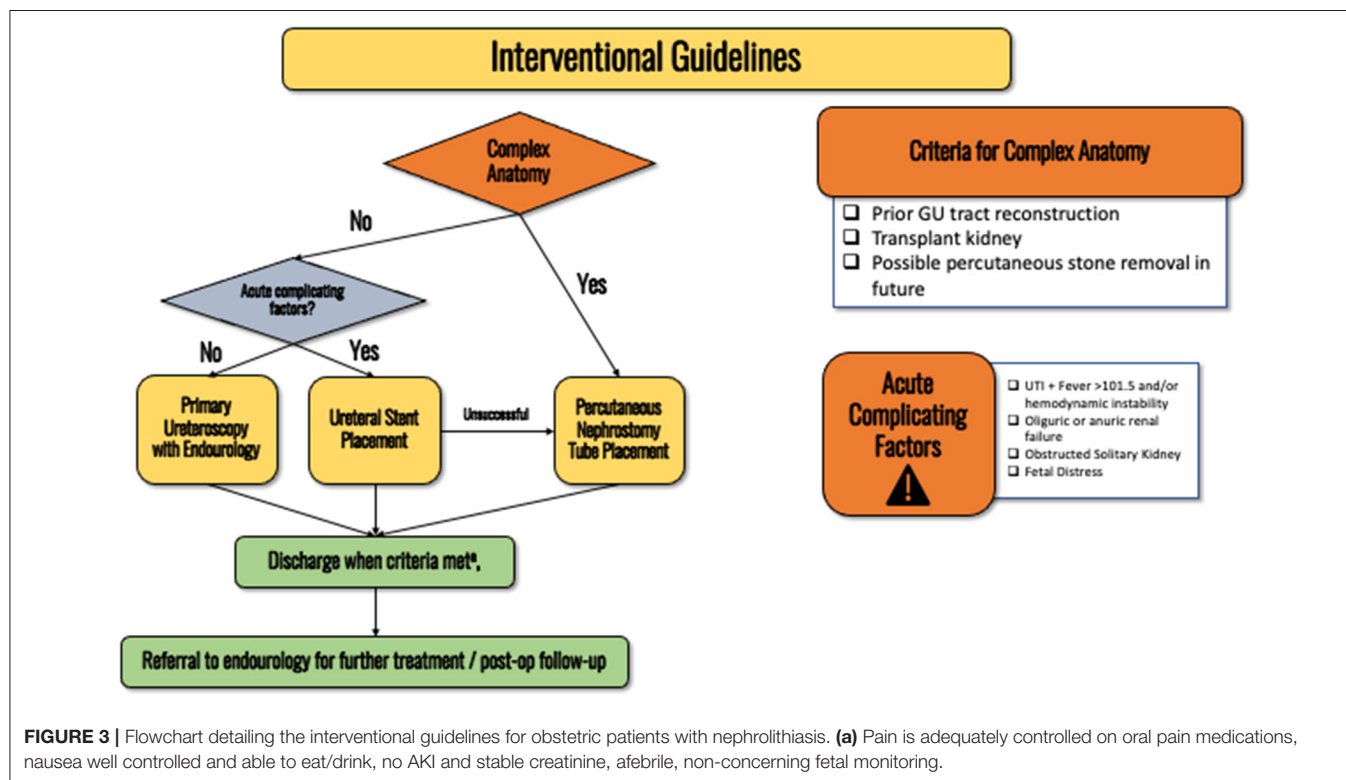 Interventional Guidelines
Complex
Anatomy
No
Yes
Acute complicating
factors?
No
Yes
Primary
Ureteroscopy
with Endourology
Ureteral Stent
Placement
Unsuccessful
Percutaneous
Nephrostomy
Tube Placement
Discharge when criteria metª,
Referral to endourology for further treatment / post-op follow-up
Criteria for Complex Anatomy
❑ Prior GU tract reconstruction
❑ Transplant kidney
❑ Possible percutaneous stone removal in
future
Acute
Complicating
Factors
❑ UTI + Fever >101.5 and/or
hemodynamic instability
❑ Oliguric or anuric renal
failure
❑ Obstructed Solitary Kidney
❑ Fetal Distress
FIGURE 3 | Flowchart detailing the interventional guidelines for obstetric patients with nephrolithiasis. (a) Pain is adequately controlled on oral pain medications,
nausea well controlled and able to eat/drink, no AKI and stable creatinine, afebrile, non-concerning fetal monitoring.